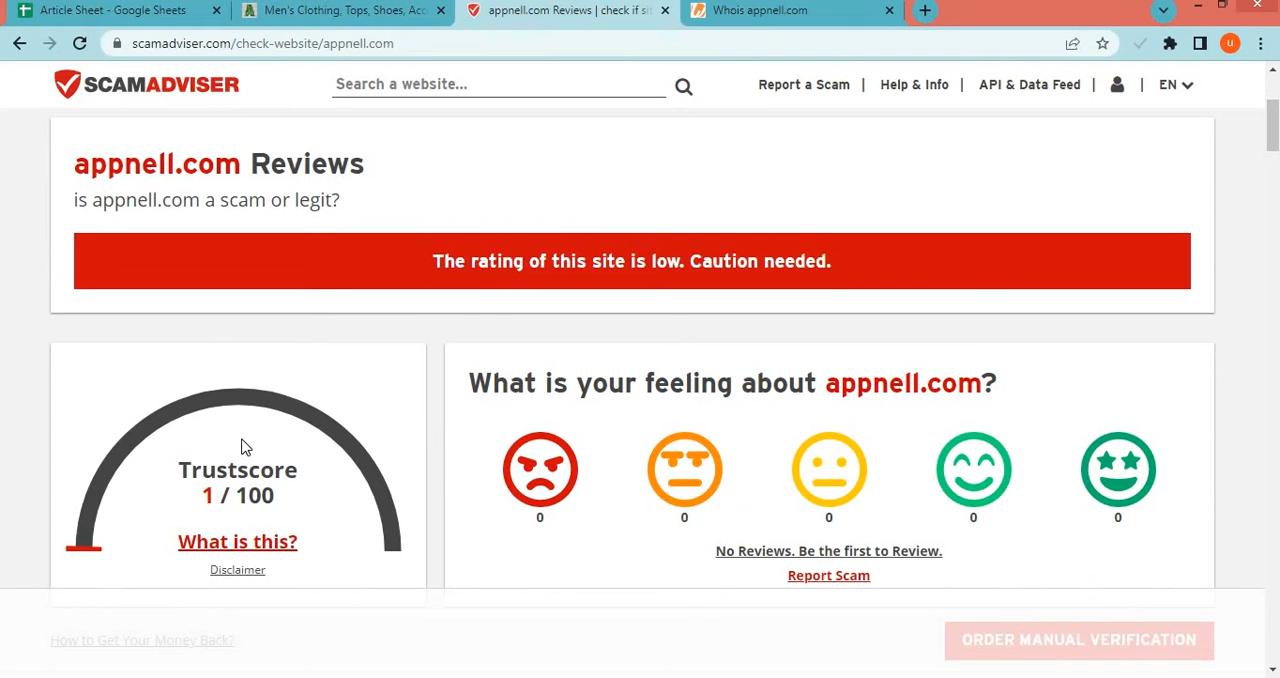 Article Sheet - Google Sheets
Men's Clothing, Tops, Shoes, Acc
appnell.com Reviews | check if sit
Whois appnell.com
scamadviser.com/check-website/appnell.com
U
SCAMADVISER
Search a website...
Report a Scam | Help & Info | API & Data Feed | | EN
appnell.com Reviews
is appnell.com a scam or legit?
The rating of this site is low. Caution needed.
Trustscore
1 / 100
What is this?
Disclaimer
What is your feeling about appnell.com?
0 0 0 0 0
No Reviews. Be the first to Review.
Report Scam
How to Get Your Money Back?
ORDER MANUAL VERIFICATION